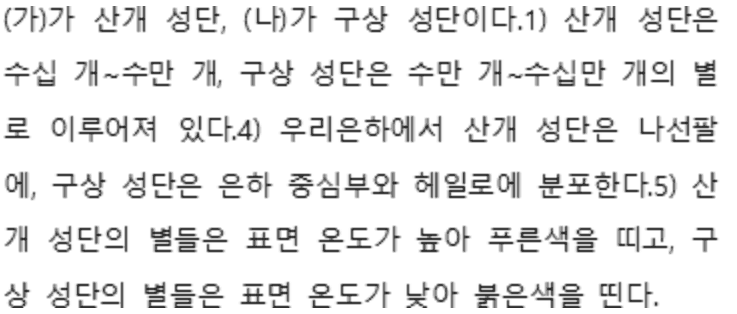 (가)가 산개 성단, (나)가 구상 성단이다.1) 산개 성단은
수십 개~수만 개, 구상 성단은 수만 개~수십만 개의 별
로 이루어져 있다.4) 우리은하에서 산개 성단은 나선팔
에, 구상 성단은 은하 중심부와 헤일로에 분포한다.5) 산
개 성단의 별들은 표면 온도가 높아 푸른색을 띠고, 구
상 성단의 별들은 표면 온도가 낮아 붉은색을 띤다.